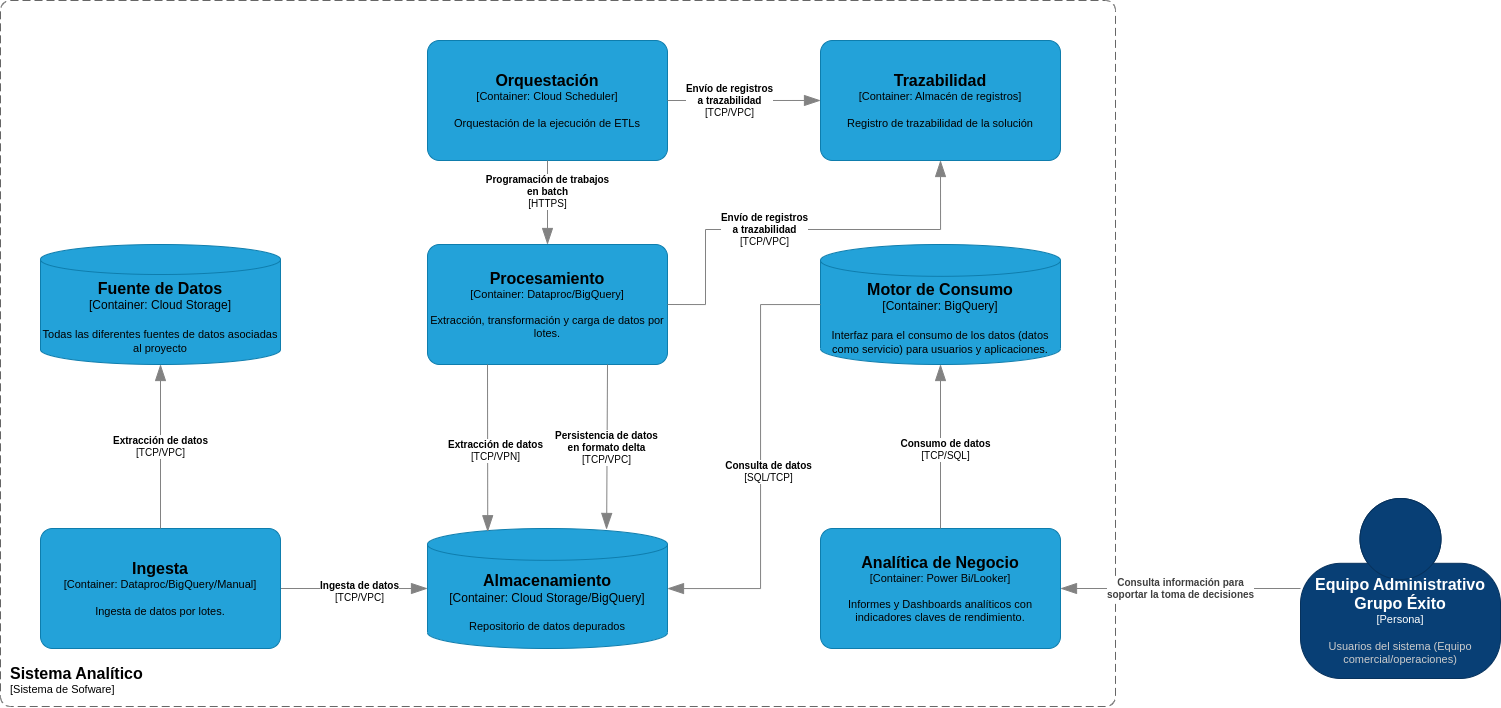 Orquestación
[Container: Cloud Scheduler]
Orquestación de la ejecución de ETLs
Envío de registros
a trazabilidad
[TCP/VPC]
Trazabilidad
[Container: Almacén de registros]
Registro de trazabilidad de la solución
Programación de trabajos
en batch
[HTTPS]
Envío de registros
a trazabilidad
[TCP/VPC]
Fuente de Datos
[Container: Cloud Storage]
Todas las diferentes fuentes de datos asociadas
al proyecto
Procesamiento
[Container: Dataproc/BigQuery]
Extracción, transformación y carga de datos por
lotes.
Motor de Consumo
[Container: BigQuery]
Interfaz para el consumo de los datos (datos
como servicio) para usuarios y aplicaciones.
Extracción de datos
[TCP/VPC]
Extracción de datos
[TCP/VPN]
Persistencia de datos
en formato delta
[TCP/VPC]
Consulta de datos
[SQL/TCP]
Consumo de datos
[TCP/SQL]
Ingesta
[Container: Dataproc/BigQuery/Manual]
Ingesta de datos por lotes.
Ingesta de datos
[TCP/VPC]
Almacenamiento
[Container: Cloud Storage/BigQuery]
Repositorio de datos depurados
Analítica de Negocio
[Container: Power Bi/Looker]
Informes y Dashboards analíticos con
indicadores claves de rendimiento.
Consulta información para
soportar la toma de decisiones
Equipo Administrativo
Grupo Éxito
[Persona]
Usuarios del sistema (Equipo
comercial/operaciones)
Sistema Analítico
[Sistema de Sofware]